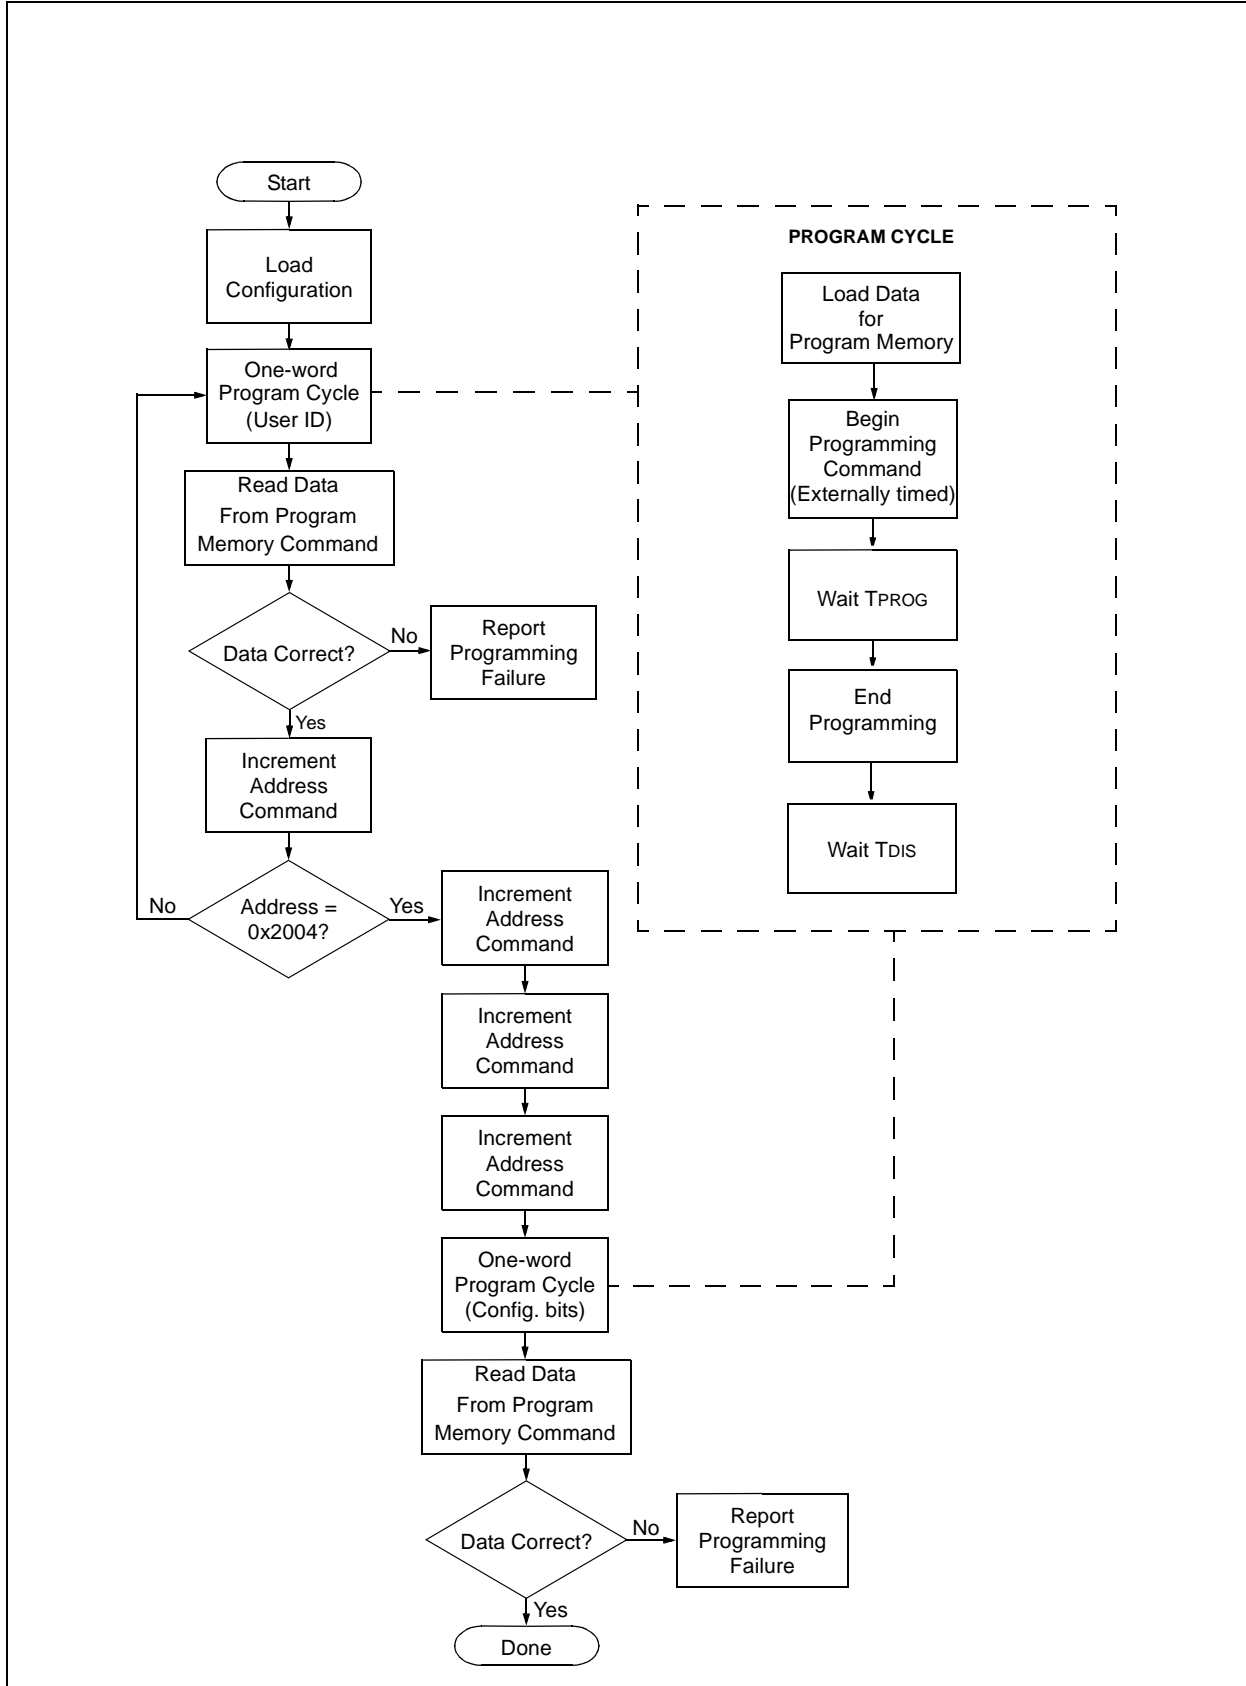 Start
Load
Configuration
One-word
Program Cycle
(User ID)
Read Data
From Program
Memory Command
Data Correct?
No
Report
Programming
Failure
Yes
Increment
Address
Command
Address =
0x2004?
No
Yes
Increment
Address
Command
Increment
Address
Command
Increment
Address
Command
One-word
Program Cycle
(Config. bits)
Read Data
From Program
Memory Command
Data Correct?
No
Report
Programming
Failure
Yes
Done
PROGRAM CYCLE
Load Data
for
Program Memory
Begin
Programming
Command
(Externally timed)
Wait TPROG
End
Programming
Wait TDIS